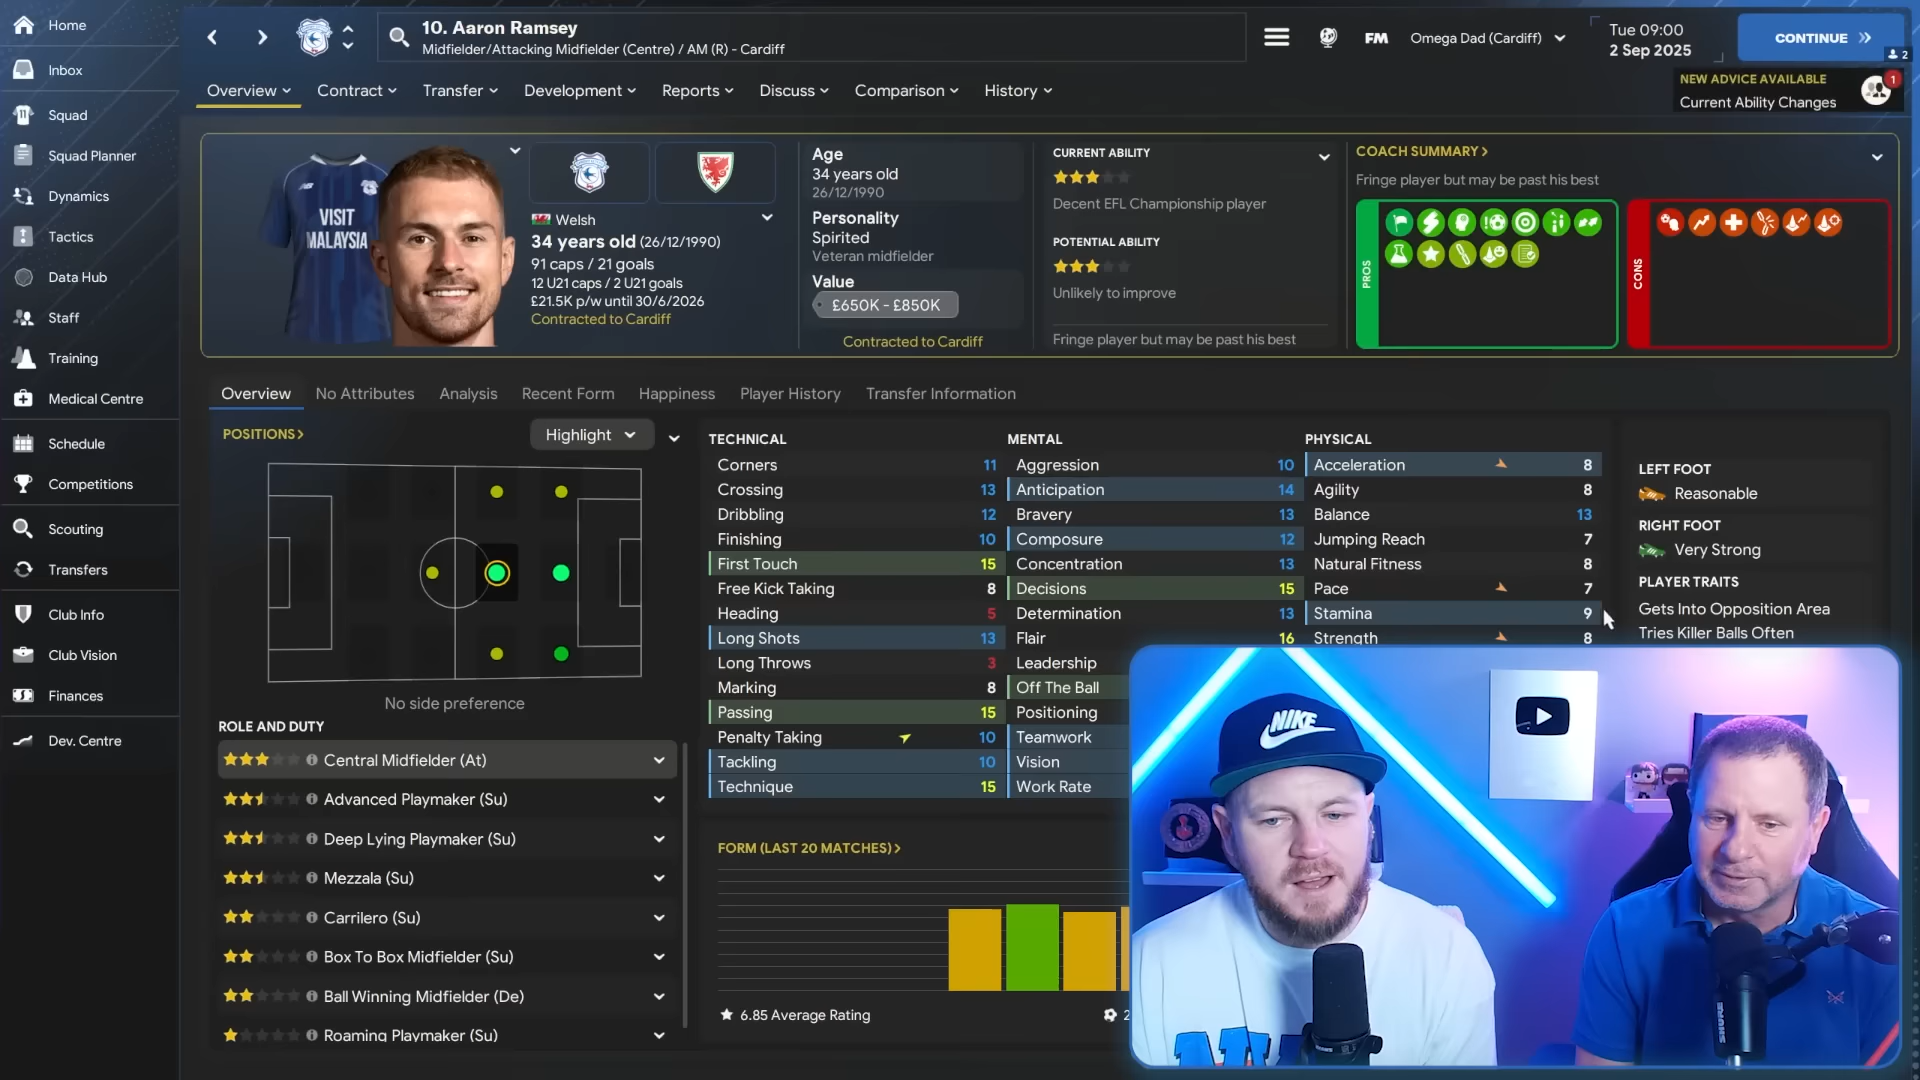 Home
Inbox
Squad
Squad Planner
Dynamics
Tactics
Data Hub
Staff
Training
Medical Centre
Schedule
Competitions
Scouting
Transfers
Club Info
Club Vision
Finances
Dev. Centre
10. Aaron Ramsey
Midfielder/Attacking Midfielder (Centre) / AM (R) - Cardiff
FM
Omega Dad (Cardiff)
Tue 09:00
2 Sep 2025
CONTINUE
2
Overview
Contract
Transfer
Development
Reports
Discuss
Comparison
History
NEW ADVICE AVAILABLE
Current Ability Changes
1
VISIT
MALAYSIA
Welsh
34 years old (26/12/1990)
91 caps / 21 goals
12 U21 caps / 2 U21 goals
£21.5K p/w until 30/6/2026
Contracted to Cardiff
Age
34 years old
26/12/1990
Personality
Spirited
Veteran midfielder
Value
£650K - £850K
Contracted to Cardiff
CURRENT ABILITY
Decent EFL Championship player
POTENTIAL ABILITY
Unlikely to improve
Fringe player but may be past his best
COACH SUMMARY
Fringe player but may be past his best
PROS
CONS
Overview
No Attributes
Analysis
Recent Form
Happiness
Player History
Transfer Information
POSITIONS
Highlight
No side preference
ROLE AND DUTY
Central Midfielder (At)
Advanced Playmaker (Su)
Deep Lying Playmaker (Su)
Mezzala (Su)
Carrilero (Su)
Box To Box Midfielder (Su)
Ball Winning Midfielder (De)
Roaming Playmaker (Su)
TECHNICAL
Corners 11
Crossing 13
Dribbling 12
Finishing 10
First Touch 15
Free Kick Taking 8
Heading 5
Long Shots 13
Long Throws 3
Marking 8
Passing 15
Penalty Taking 10
Tackling 10
Technique 15
MENTAL
Aggression 10
Anticipation 14
Bravery 13
Composure 12
Concentration 13
Decisions 15
Determination 13
Flair 16
Leadership
Off The Ball
Positioning
Teamwork
Vision
Work Rate
PHYSICAL
Acceleration 8
Agility 8
Balance 13
Jumping Reach 7
Natural Fitness 8
Pace 7
Stamina 9
Strength 8
LEFT FOOT
Reasonable
RIGHT FOOT
Very Strong
PLAYER TRAITS
Gets Into Opposition Area
Tries Killer Balls Often
FORM (LAST 20 MATCHES)
6.85 Average Rating
2
NIKE
SHURE